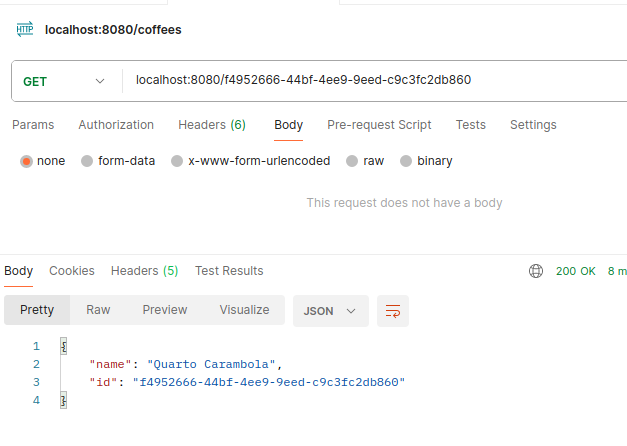 HTTP localhost:8080/coffees
GET localhost:8080/f4952666-44bf-4ee9-9eed-c9c3fc2db860
Params Authorization Headers (6) Body Pre-request Script Tests Settings
none form-data x-www-form-urlencoded raw binary
This request does not have a body
Body Cookies Headers (5) Test Results 200 OK 8 m
Pretty Raw Preview Visualize JSON
1 {
2 "name": "Quarto Carambola",
3 "id": "f4952666-44bf-4ee9-9eed-c9c3fc2db860"
4 }